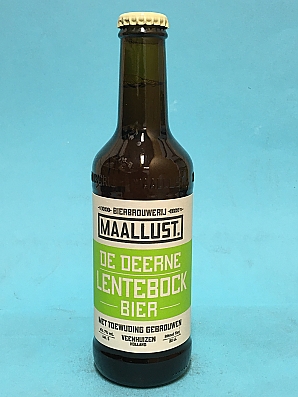 BIERBROUWERIJ
MAALLUST.
DE DEERNE
LENTEBOCK
BIER
MET TOEWIJDING GEBROUWEN
VEENHUIZEN
HOLLAND